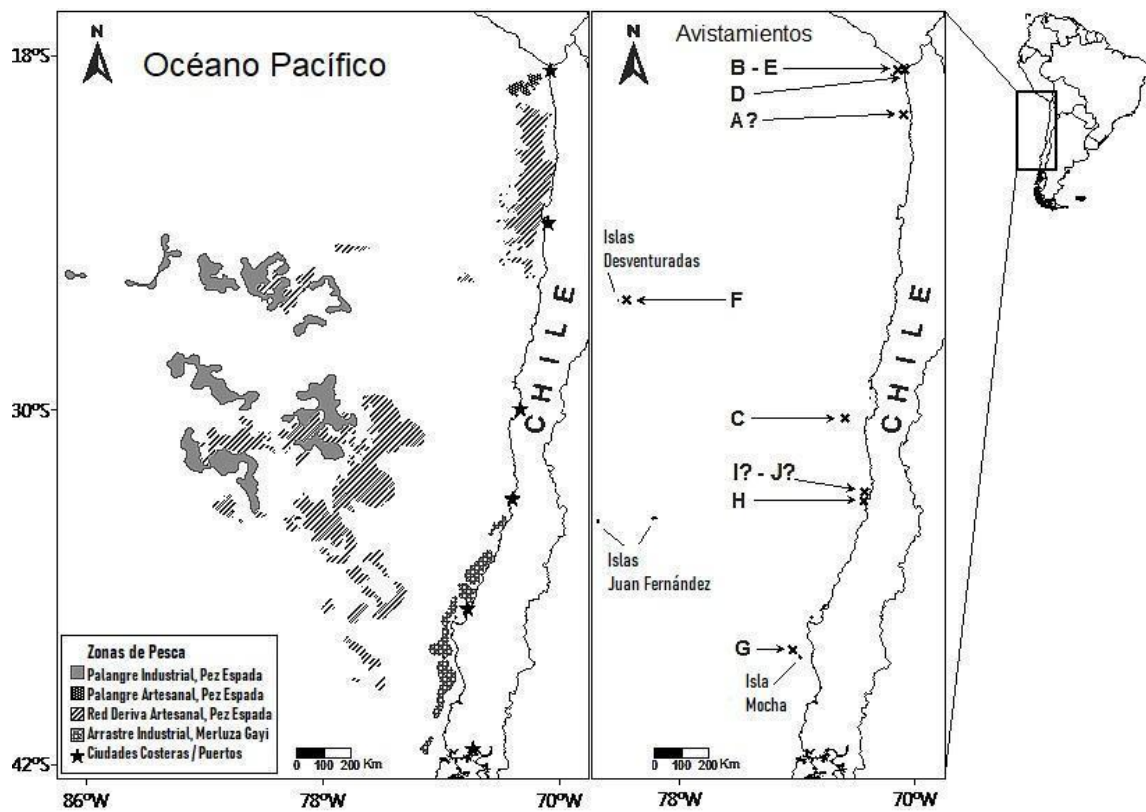 N
Océano Pacífico
18ºS
30ºS
42ºS
86ºW
78ºW
70ºW
CHILE
Zonas de Pesca
Palangre Industrial, Pez Espada
Palangre Artesanal, Pez Espada
Red Deriva Artesanal, Pez Espada
Arrastre Industrial, Merluza Gayi
Ciudades Costeras / Puertos
0 100 200 Km
N
Avistamientos
B - E
D
A?
Islas
Desventuradas
F
CHILE
C
I? - J?
H
Islas
Juan Fernández
G
Isla
Mocha
0 100 200 Km
78ºW
70ºW